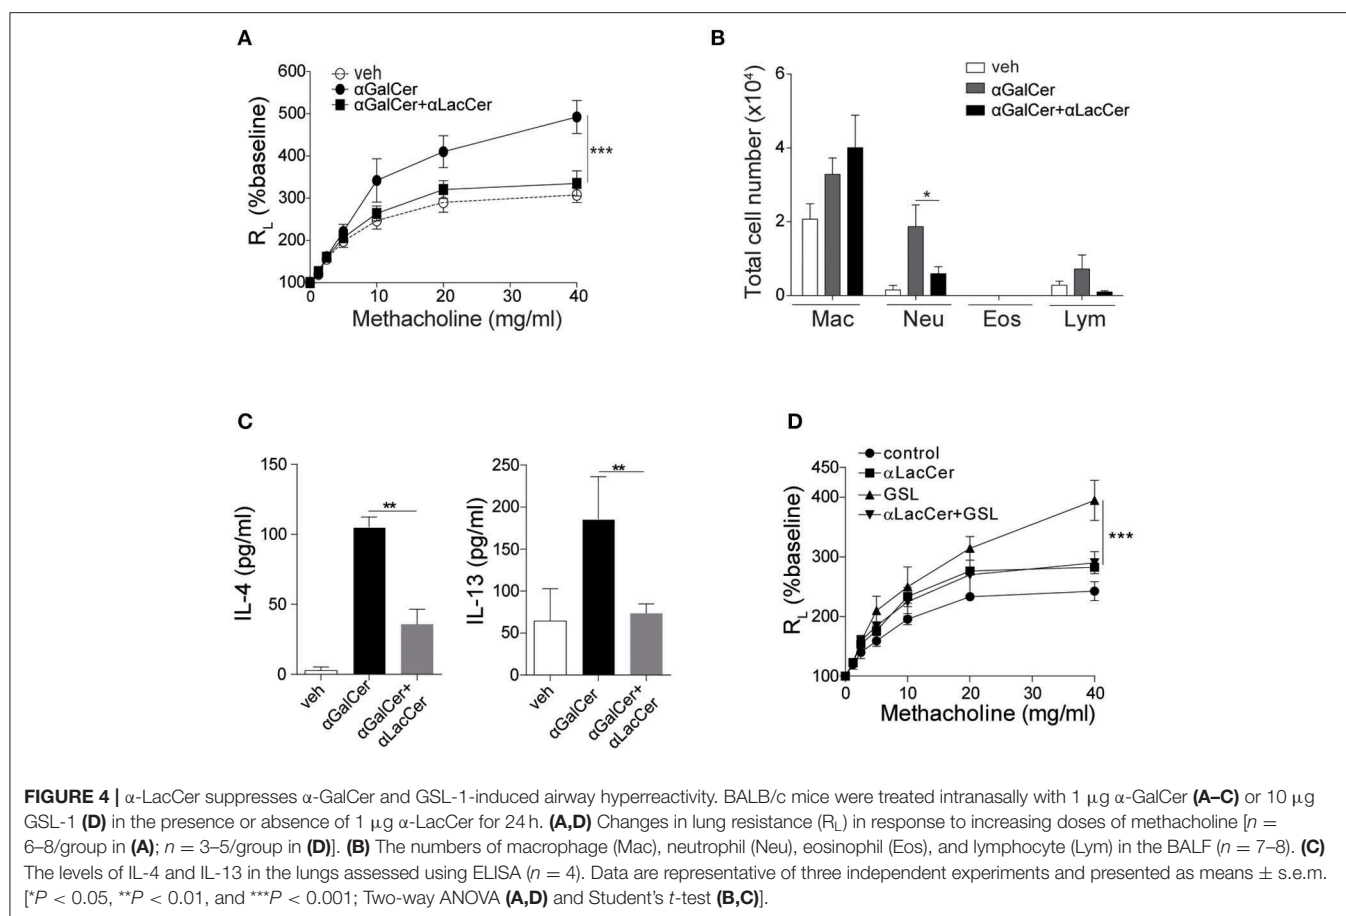 A
veh
αGalCer
αGalCer+αLacCer
600
500
400
300
200
100
R_L (%baseline)
***
0 10 20 30 40
Methacholine (mg/ml)
B
veh
αGalCer
αGalCer+αLacCer
6
4
2
0
Total cell number (x10⁴)
*
Mac Neu Eos Lym
C
150
100
50
0
IL-4 (pg/ml)
**
veh
αGalCer
αGalCer+
αLacCer
250
200
150
100
50
0
IL-13 (pg/ml)
**
veh
αGalCer
αGalCer+
αLacCer
D
control
αLacCer
GSL
αLacCer+GSL
450
400
300
200
100
R_L (%baseline)
***
0 10 20 30 40
Methacholine (mg/ml)
FIGURE 4 | α-LacCer suppresses α-GalCer and GSL-1-induced airway hyperreactivity. BALB/c mice were treated intranasally with 1 μg α-GalCer (A–C) or 10 μg
GSL-1 (D) in the presence or absence of 1 μg α-LacCer for 24 h. (A,D) Changes in lung resistance (R_L) in response to increasing doses of methacholine [n =
6–8/group in (A); n = 3–5/group in (D)]. (B) The numbers of macrophage (Mac), neutrophil (Neu), eosinophil (Eos), and lymphocyte (Lym) in the BALF (n = 7–8). (C)
The levels of IL-4 and IL-13 in the lungs assessed using ELISA (n = 4). Data are representative of three independent experiments and presented as means ± s.e.m.
[*P < 0.05, **P < 0.01, and ***P < 0.001; Two-way ANOVA (A,D) and Student's t-test (B,C)].